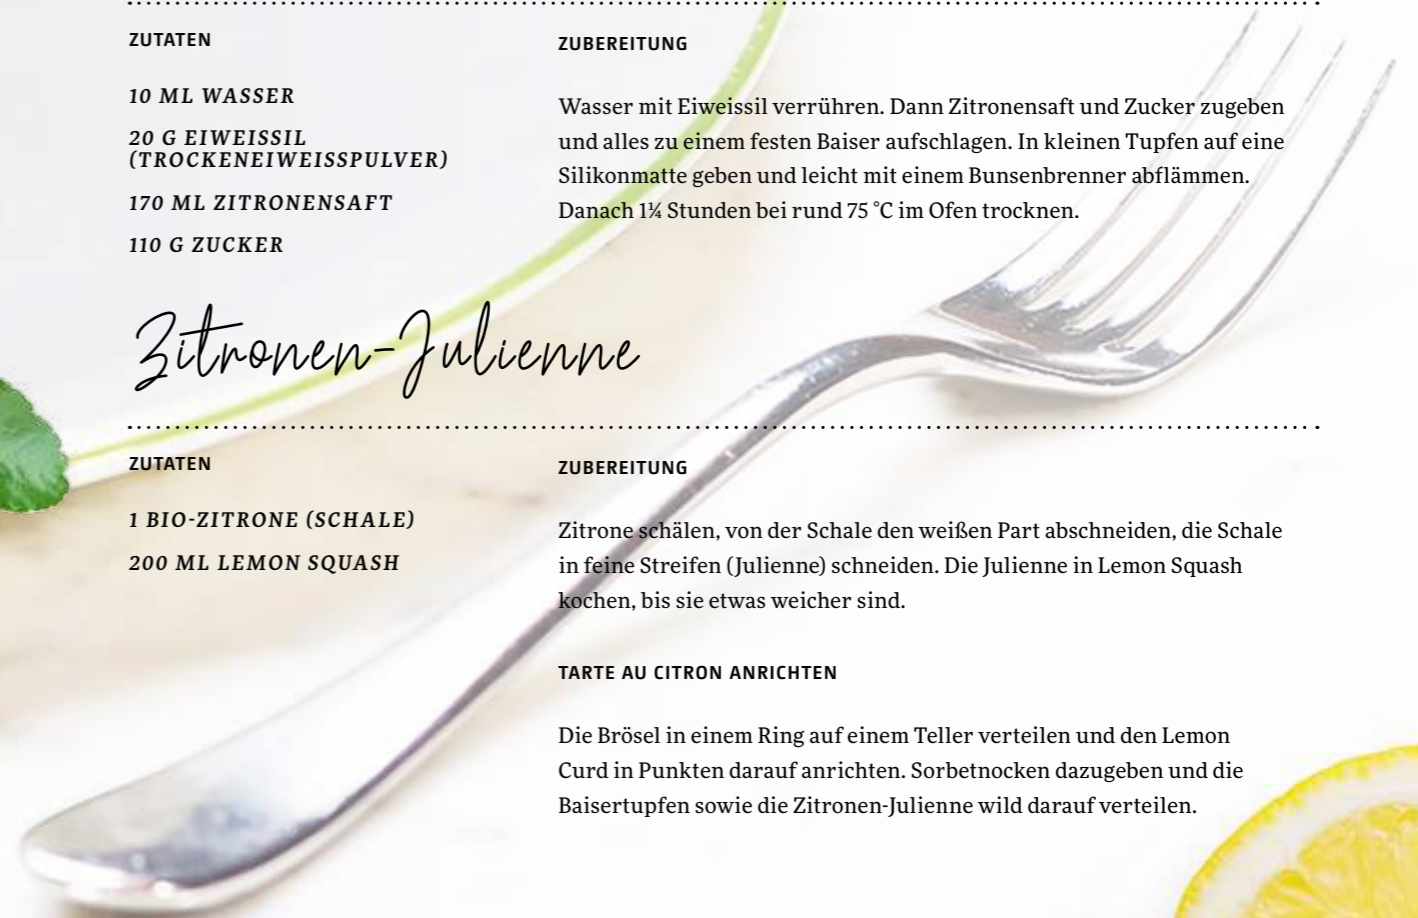 ZUTATEN
10 ML WASSER
20 G EIWEISSIL
(TROCKENEIWEISSPULVER)
170 ML ZITRONENSAFT
110 G ZUCKER
ZUBEREITUNG
Wasser mit Eiweissil verrühren. Dann Zitronensaft und Zucker zugeben
und alles zu einem festen Baiser aufschlagen. In kleinen Tupfen auf eine
Silikonmatte geben und leicht mit einem Bunsenbrenner abflämmen.
Danach 1¼ Stunden bei rund 75 °C im Ofen trocknen.
Zitronen-Julienne
ZUTATEN
1 BIO-ZITRONE (SCHALE)
200 ML LEMON SQUASH
ZUBEREITUNG
Zitrone schälen, von der Schale den weißen Part abschneiden, die Schale
in feine Streifen (Julienne) schneiden. Die Julienne in Lemon Squash
kochen, bis sie etwas weicher sind.
TARTE AU CITRON ANRICHTEN
Die Brösel in einem Ring auf einem Teller verteilen und den Lemon
Curd in Punkten darauf anrichten. Sorbetnocken dazugeben und die
Baisertupfen sowie die Zitronen-Julienne wild darauf verteilen.